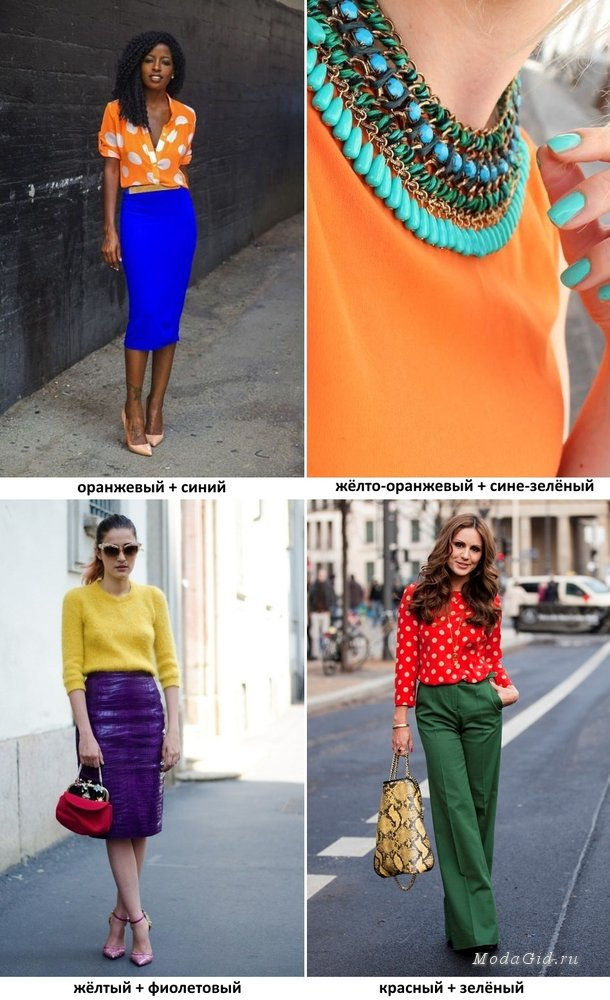 оранжевый + синий
жёлто-оранжевый + сине-зелёный
жёлтый + фиолетовый
красный + зелёный
ModaGid.ru